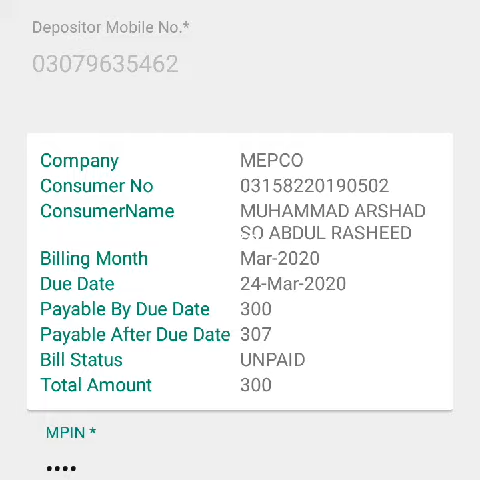 Depositor Mobile No.*
03079635462
Company MEPCO
Consumer No 03158220190502
ConsumerName MUHAMMAD ARSHAD
SO ABDUL RASHEED
Billing Month Mar-2020
Due Date 24-Mar-2020
Payable By Due Date 300
Payable After Due Date 307
Bill Status UNPAID
Total Amount 300
MPIN *
••••